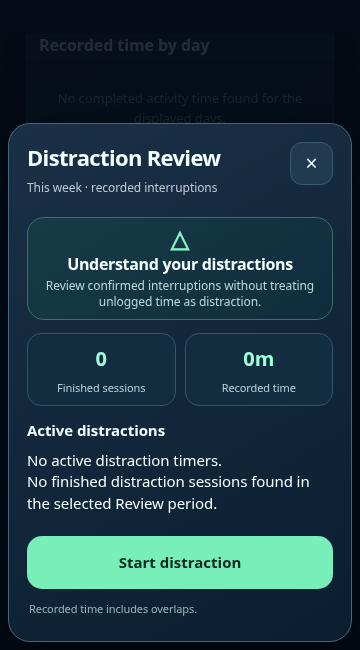 Recorded time by day
No completed activity time found for the
displayed days.
Distraction Review
×
This week · recorded interruptions
Understand your distractions
Review confirmed interruptions without treating
unlogged time as distraction.
0
Finished sessions
0m
Recorded time
Active distractions
No active distraction timers.
No finished distraction sessions found in
the selected Review period.
Start distraction
Recorded time includes overlaps.